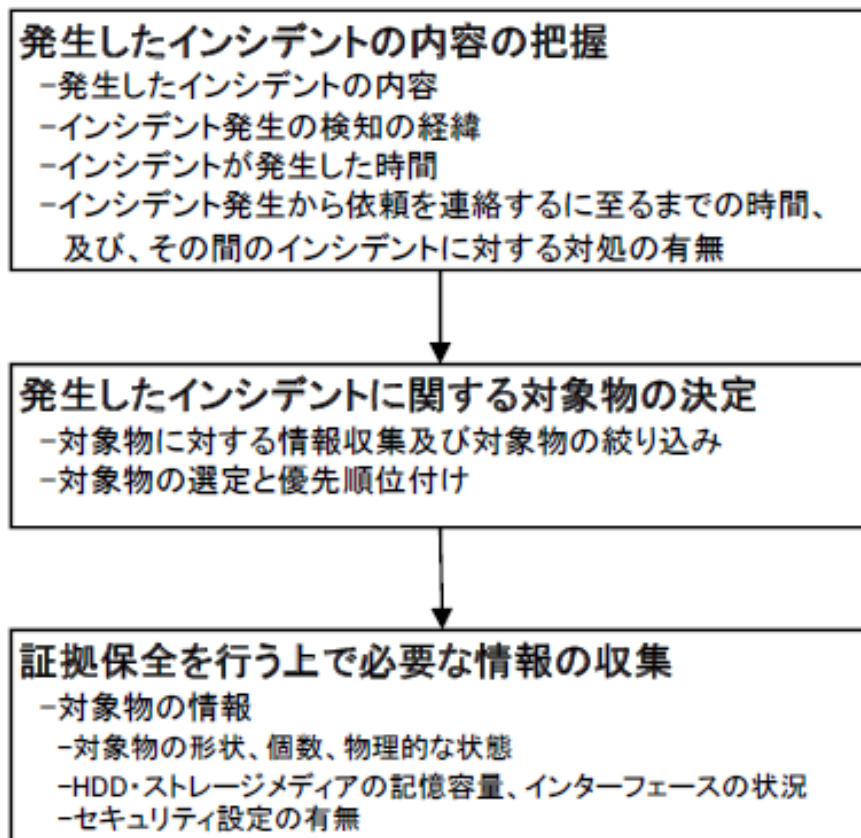 発生したインシデントの内容の把握
-発生したインシデントの内容
-インシデント発生の検知の経緯
-インシデントが発生した時間
-インシデント発生から依頼を連絡するに至るまでの時間、
及び、その間のインシデントに対する対処の有無
発生したインシデントに関する対象物の決定
-対象物に対する情報収集及び対象物の絞り込み
-対象物の選定と優先順位付け
証拠保全を行う上で必要な情報の収集
-対象物の情報
-対象物の形状、個数、物理的な状態
-HDD・ストレージメディアの記憶容量、インターフェースの状況
-セキュリティ設定の有無